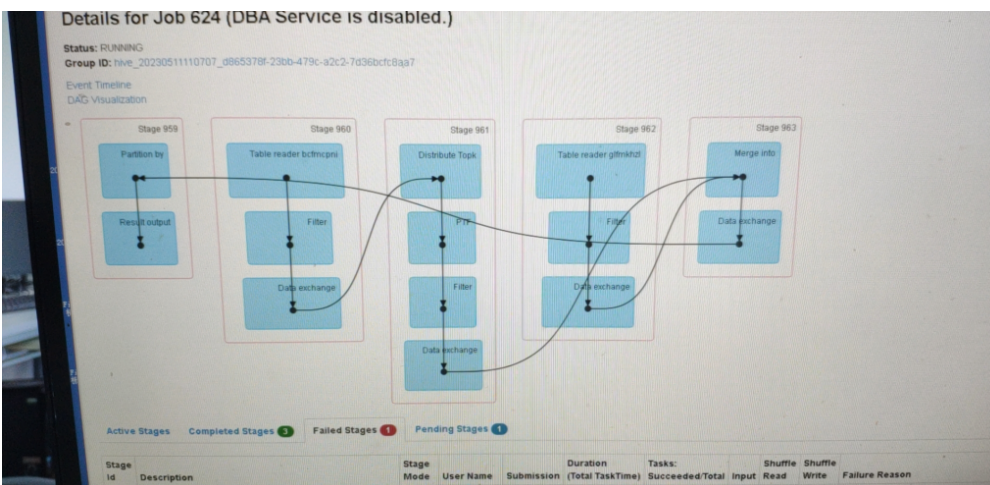 Details for Job 624 (DBA Service is disabled.)
Status: RUNNING
Group ID: hive_20230511110707_d865378f-23bb-479c-a2c2-7d36bcfc8aa7
Event Timeline
DAG Visualization
Stage 959
Partition by
Result output
Stage 960
Table reader bcfmcpni
Filter
Data exchange
Stage 961
Distribute Topk
PTF
Filter
Data exchange
Stage 962
Filter
Data exchange
Table reader
Stage 963
Merge into
Data exchange
Active Stages
Completed Stages 3
Failed Stages 1
Pending Stages 1
Stage Id
Description
Stage Mode
User Name
Submission
Duration (Total TaskTime)
Tasks: Succeeded/Total
Input
Shuffle Read
Shuffle Write
Failure Reason